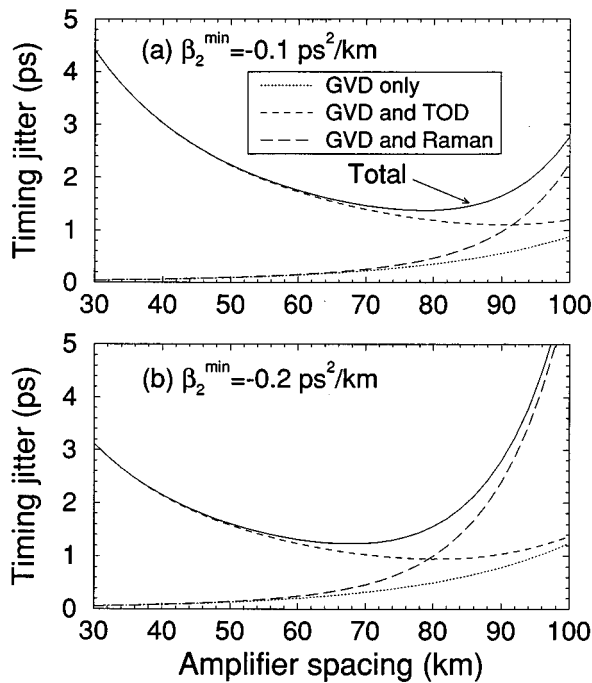 5
4
3
2
1
0
Timing jitter (ps)
(a) β₂ᵐⁱⁿ=-0.1 ps²/km
GVD only
GVD and TOD
GVD and Raman
Total
30 40 50 60 70 80 90 100
5
4
3
2
1
0
Timing jitter (ps)
(b) β₂ᵐⁱⁿ=-0.2 ps²/km
30 40 50 60 70 80 90 100
Amplifier spacing (km)